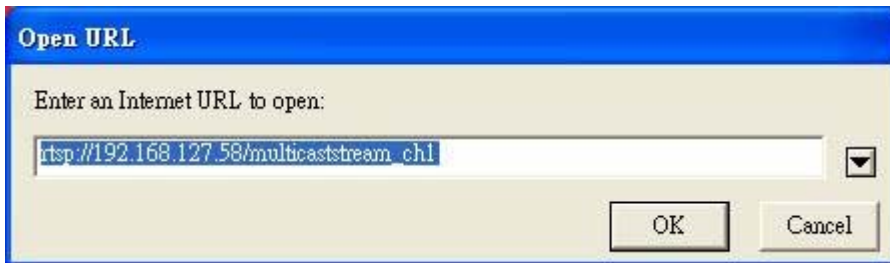 Open URL
Enter an Internet URL to open:
rtsp://192.168.127.58/multicaststream_ch1
OK Cancel